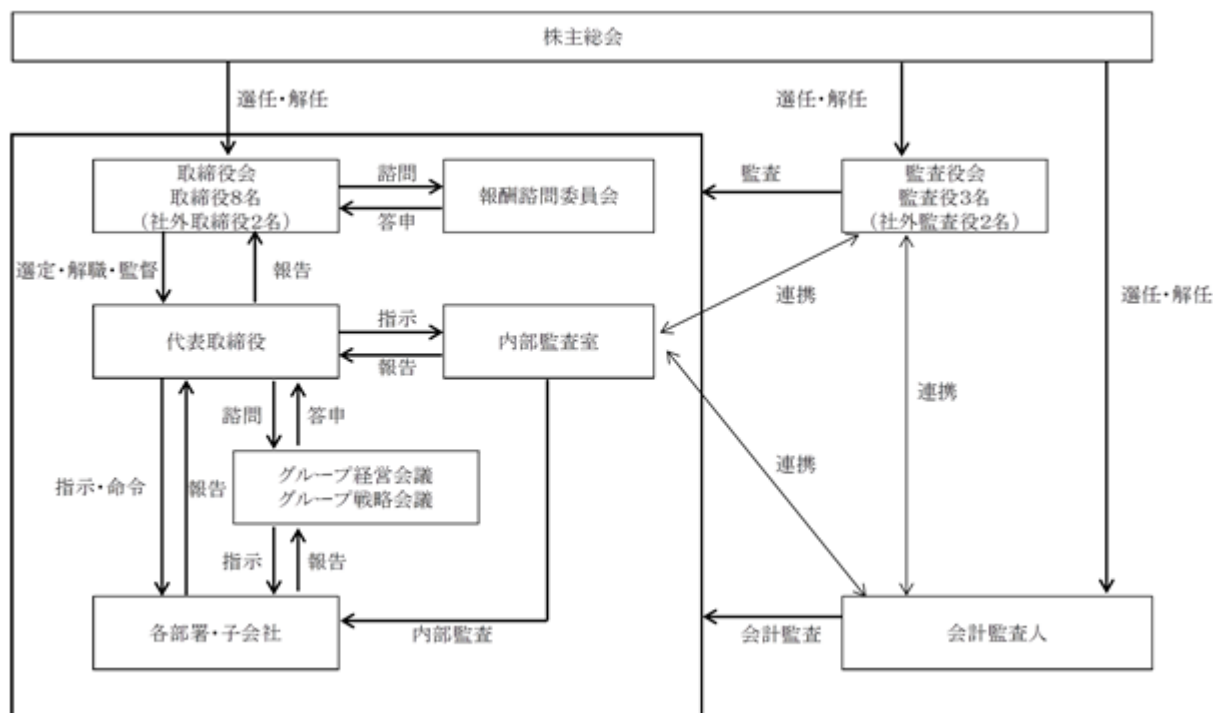 株主総会
選任・解任
選任・解任
取締役会
取締役8名
(社外取締役2名)
諮問
答申
報酬諮問委員会
監査
監査役会
監査役3名
(社外監査役2名)
選定・解職・監督
報告
連携
選任・解任
代表取締役
指示
報告
内部監査室
諮問
答申
連携
連携
グループ経営会議
グループ戦略会議
指示・命令
報告
指示
報告
各部署・子会社
内部監査
会計監査
会計監査人